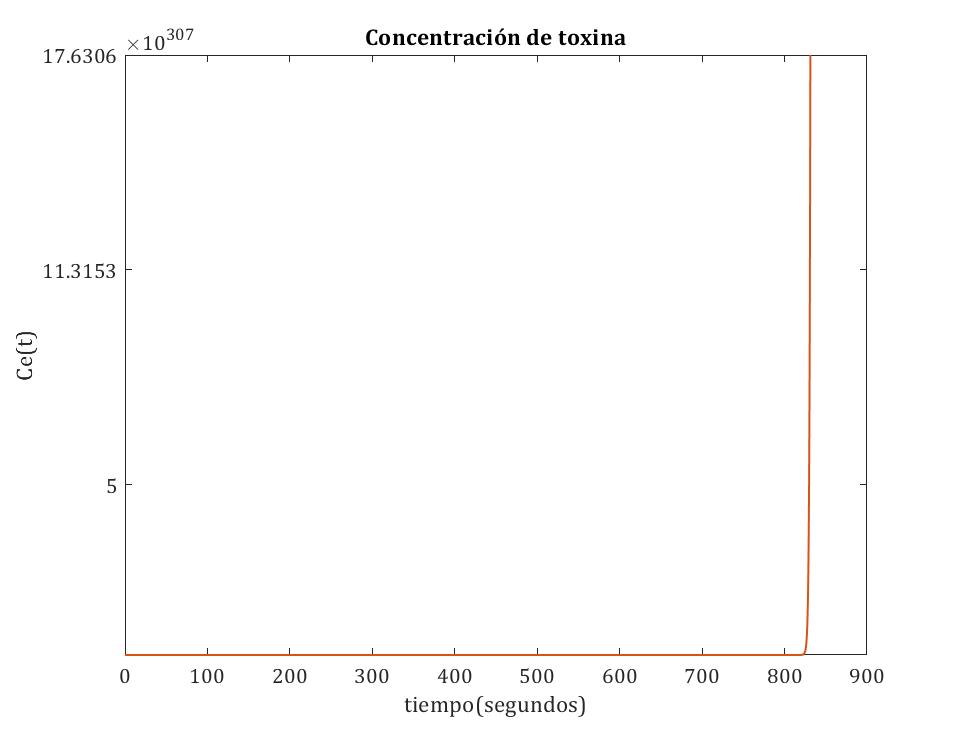 Concentración de toxina
×10^307
17.6306
11.3153
5
Ce(t)
0 100 200 300 400 500 600 700 800 900
tiempo(segundos)